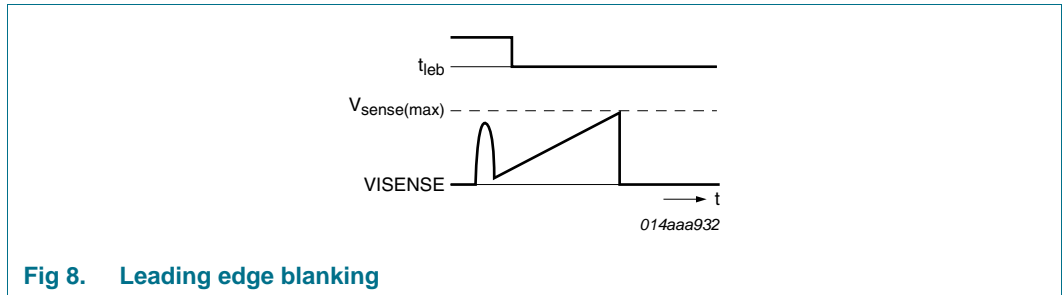 tleb
Vsense(max)
VISENSE
t
014aaa932
Fig 8. Leading edge blanking